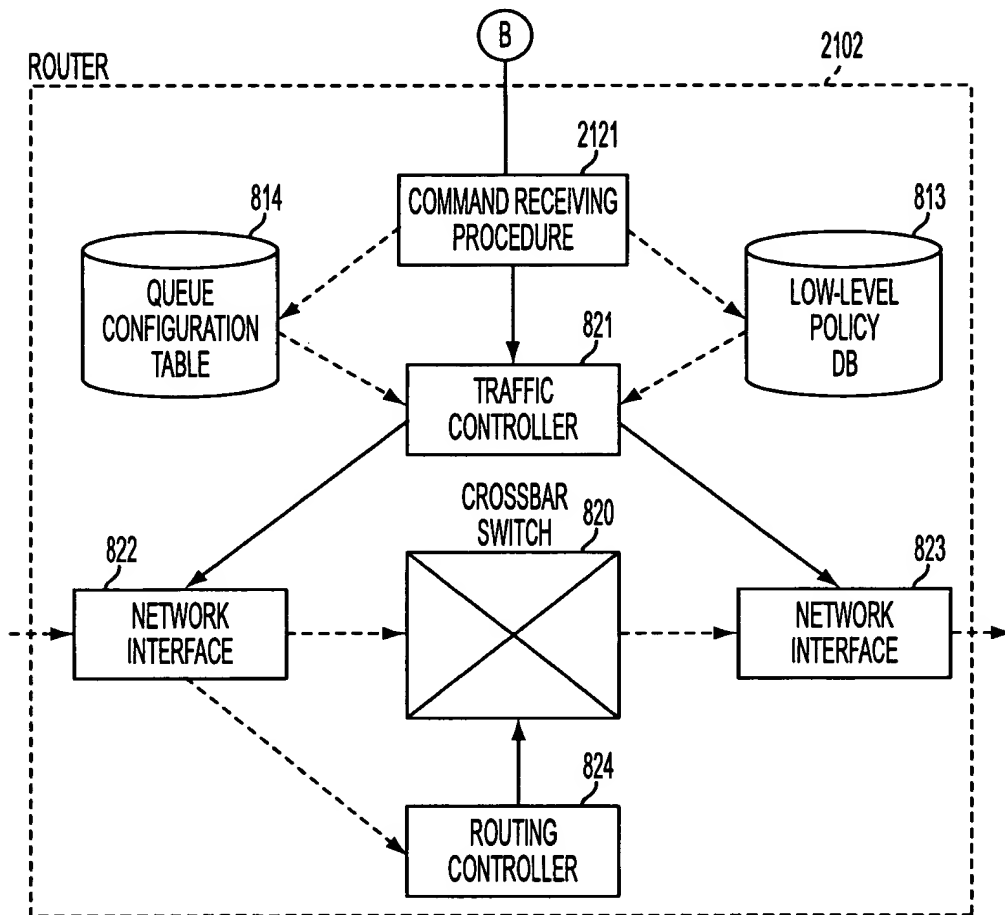 B
ROUTER
2102
2121
COMMAND RECEIVING
PROCEDURE
814
QUEUE
CONFIGURATION
TABLE
813
LOW-LEVEL
POLICY
DB
821
TRAFFIC
CONTROLLER
CROSSBAR
SWITCH
820
822
NETWORK
INTERFACE
823
NETWORK
INTERFACE
824
ROUTING
CONTROLLER